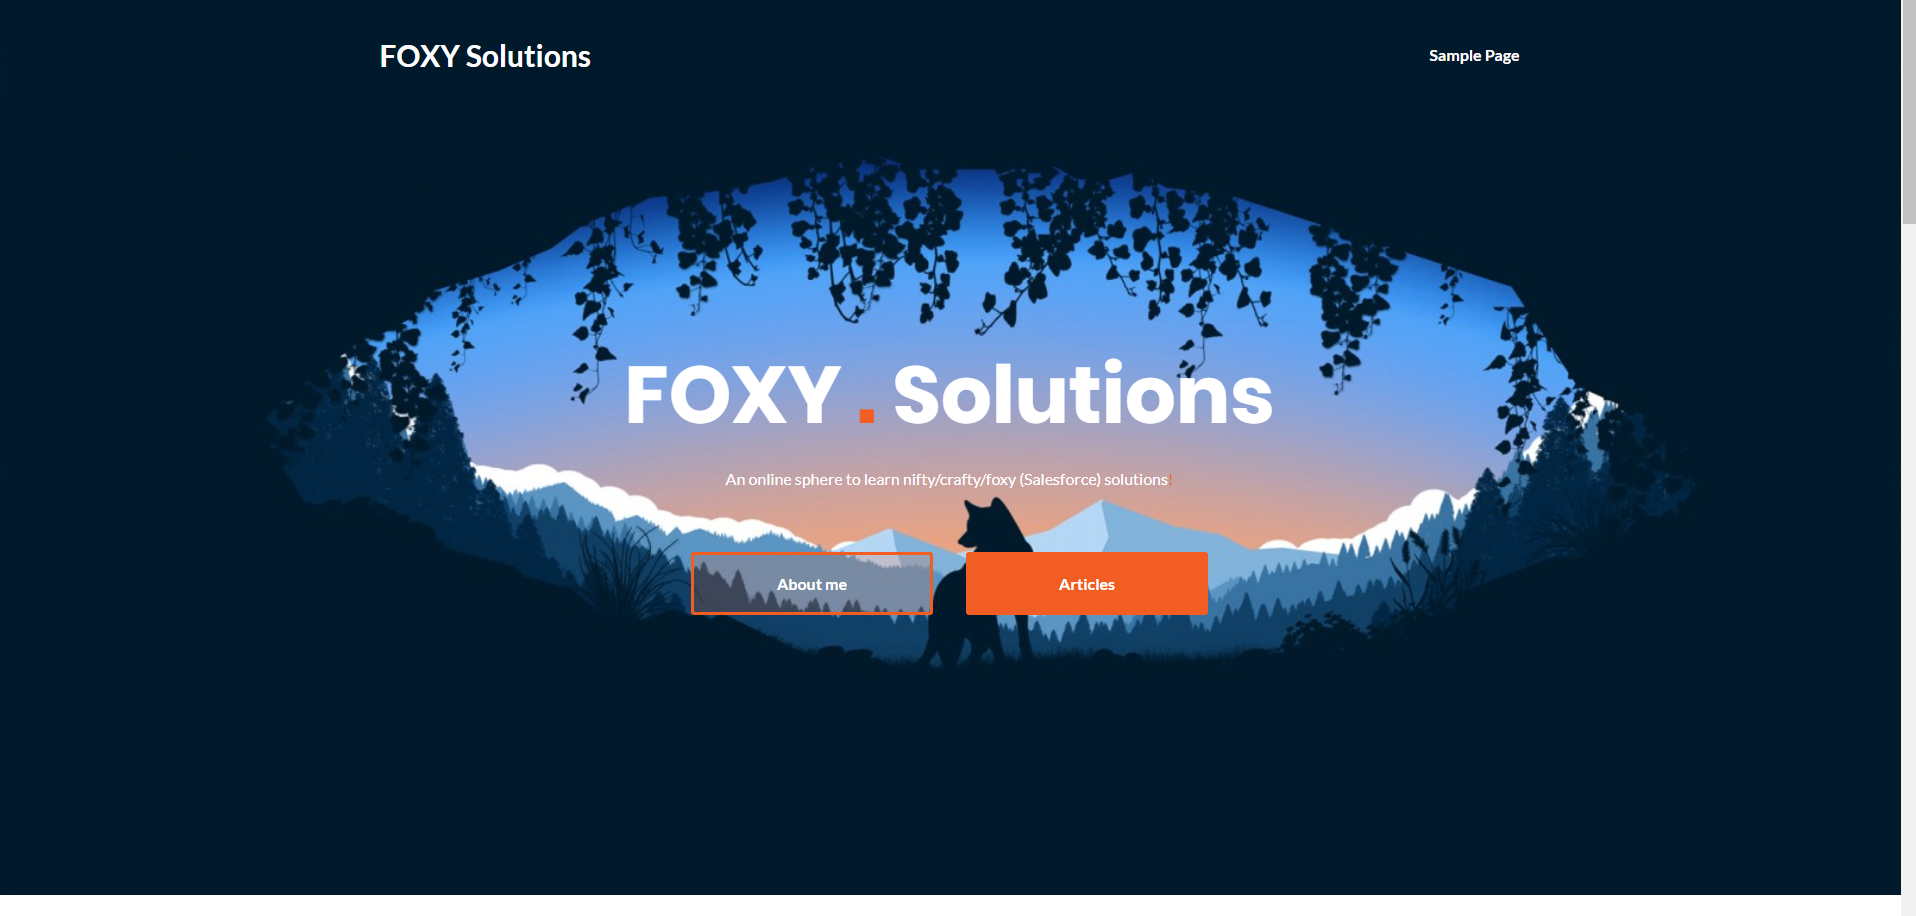 FOXY Solutions
Sample Page
FOXY . Solutions
An online sphere to learn nifty/crafty/foxy (Salesforce) solutions!
About me
Articles